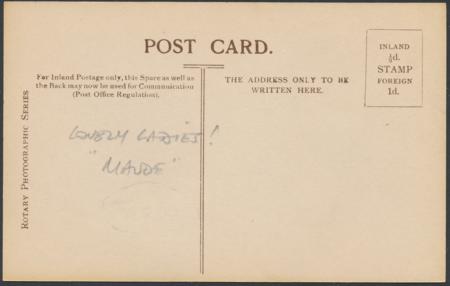 POST CARD.
For Inland Postage only, this Space as well as
the Back may now be used for Communication
(Post Office Regulation).
THE ADDRESS ONLY TO BE
WRITTEN HERE.
INLAND
½d.
STAMP
FOREIGN
1d.
ROTARY PHOTOGRAPHIC SERIES
LOVELY LADIES!
"MAUDE"